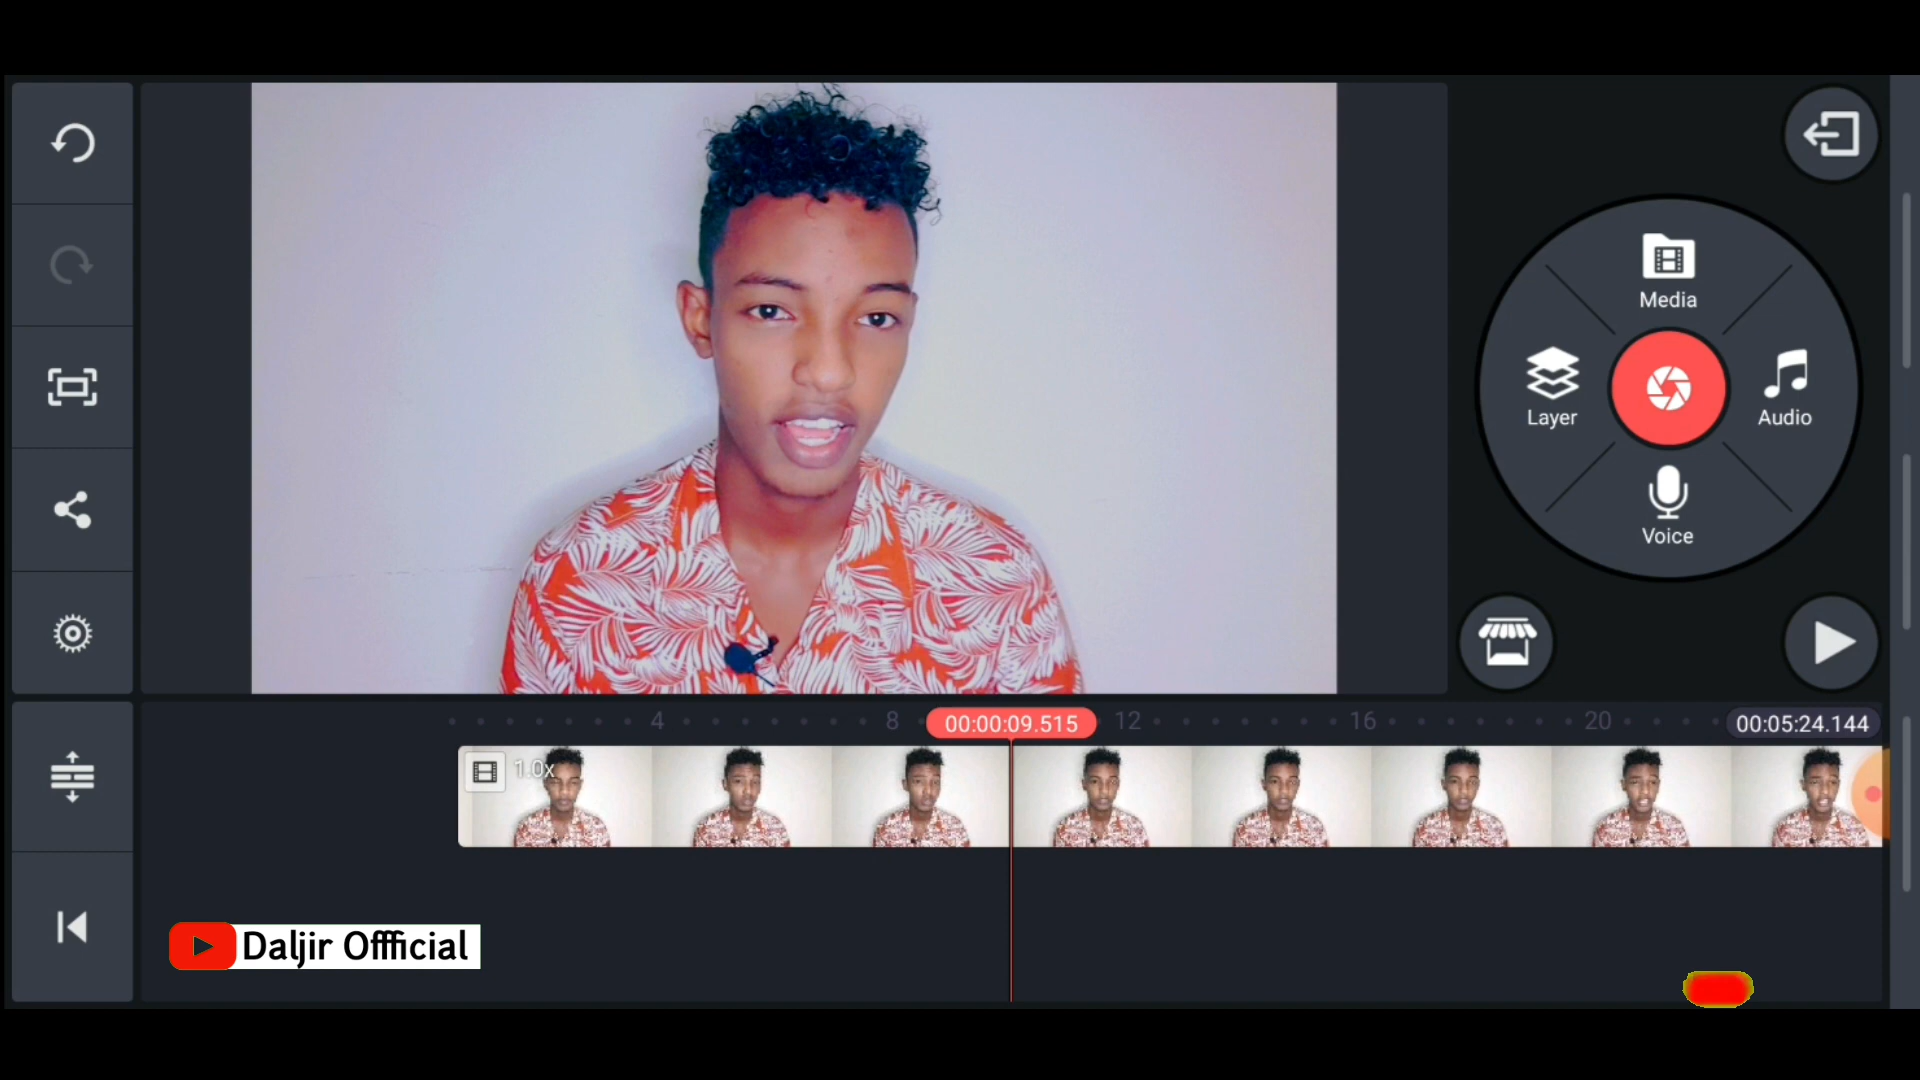 Media
Layer
Audio
Voice
4
8
00:00:09.515
12
16
20
00:05:24.144
1.0x
Daljir Offficial